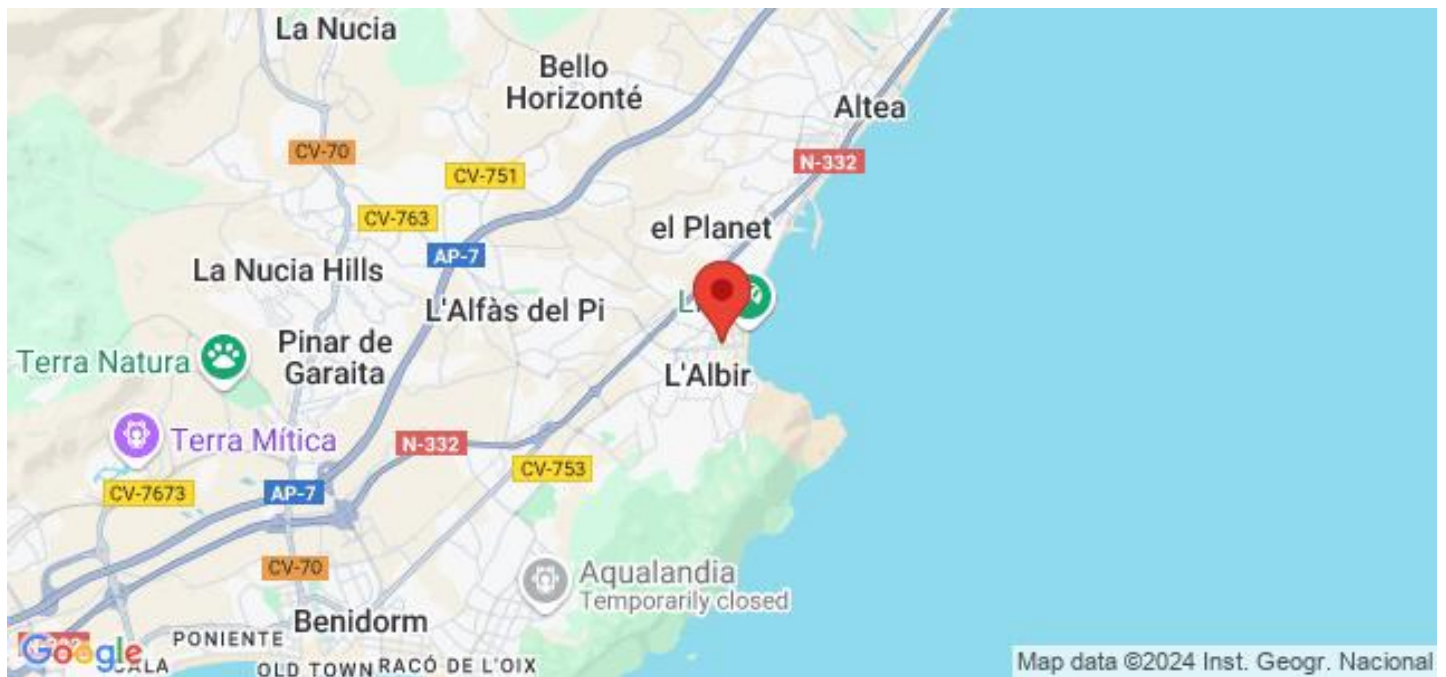 La Nucia
Bello
Horizonté
Altea
CV-70
N-332
CV-751
CV-763
el Planet
AP-7
La Nucia Hills
L'Alfàs del Pi
Pinar de
Garaita
Terra Natura
L'Albir
Terra Mítica
N-332
CV-753
CV-7673
AP-7
CV-70
Aqualandia
Temporarily closed
Benidorm
PONIENTE
Google
OLD TOWN
RACÓ DE L'OIX
Map data ©2024 Inst. Geogr. Nacional